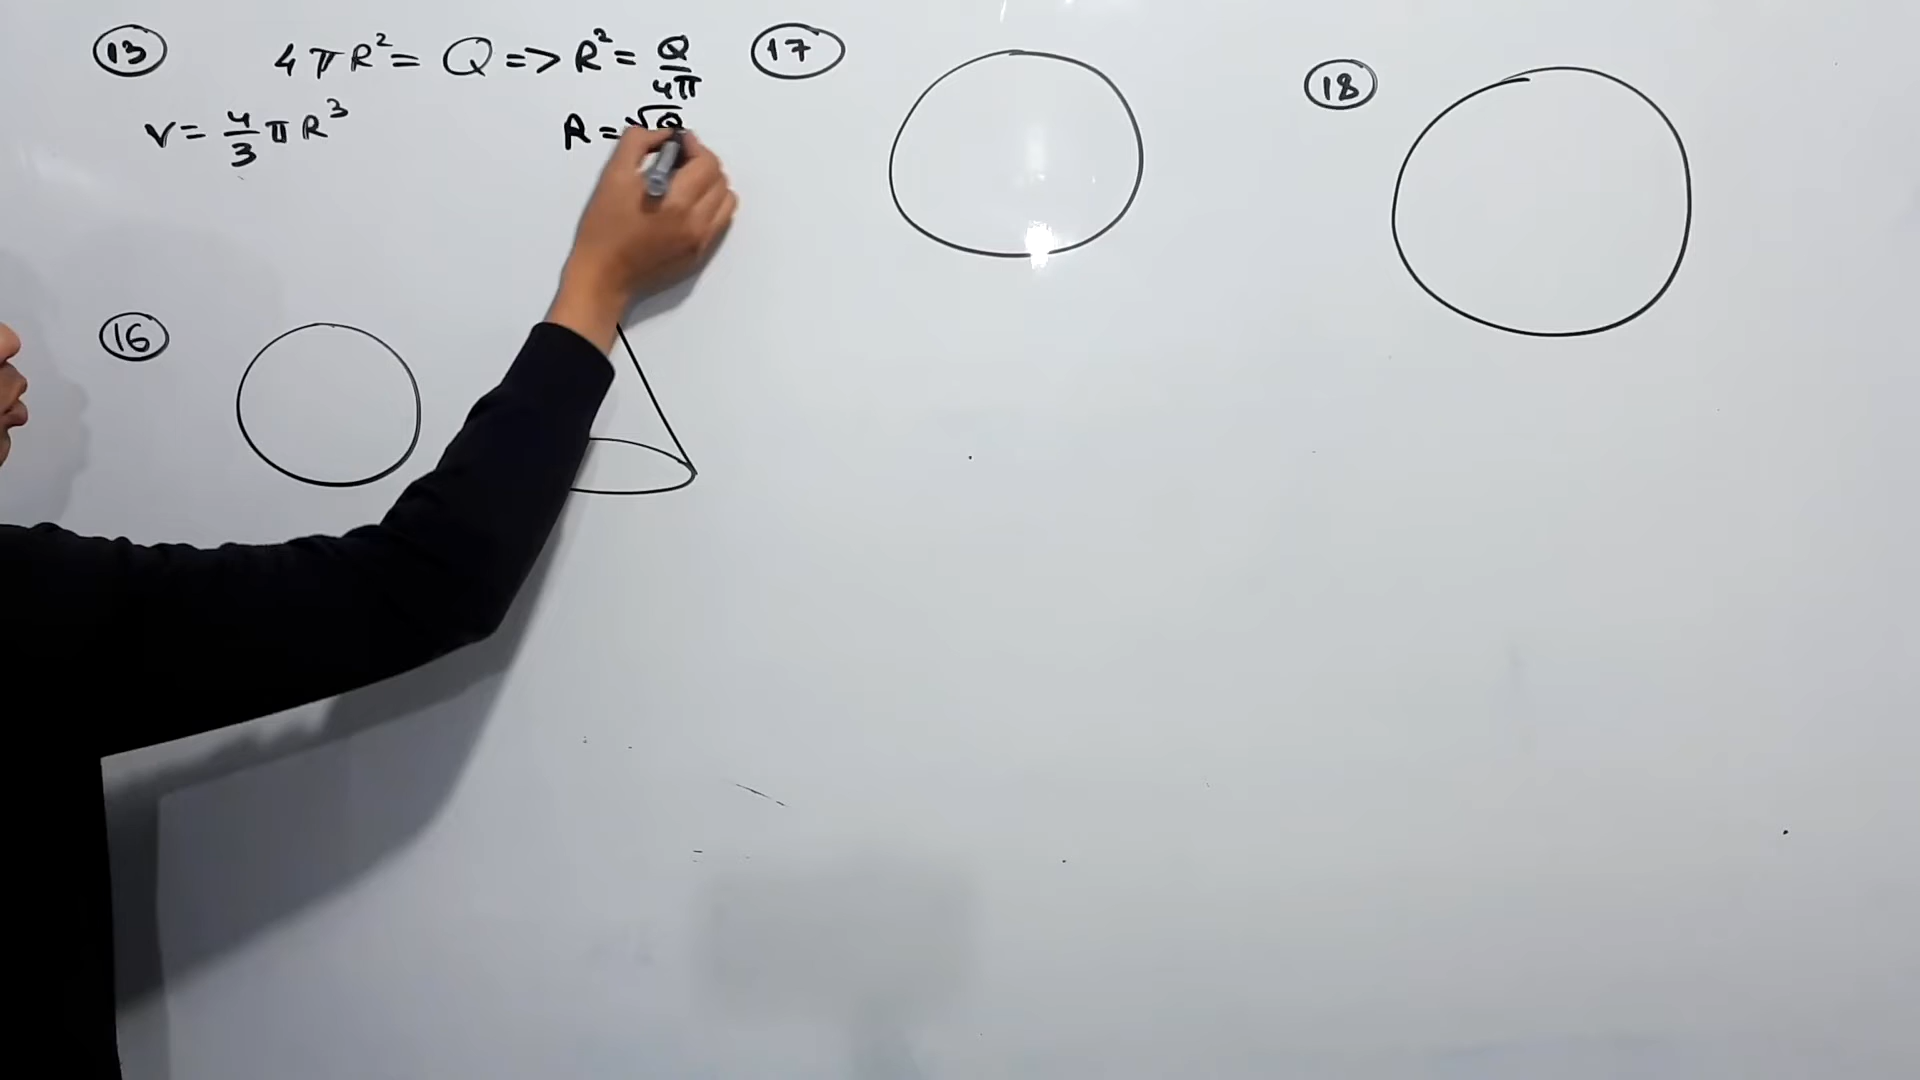 13 4πR² = Q => R² = Q/4π
V = 4/3 πR³ R = √Q
16
17
18